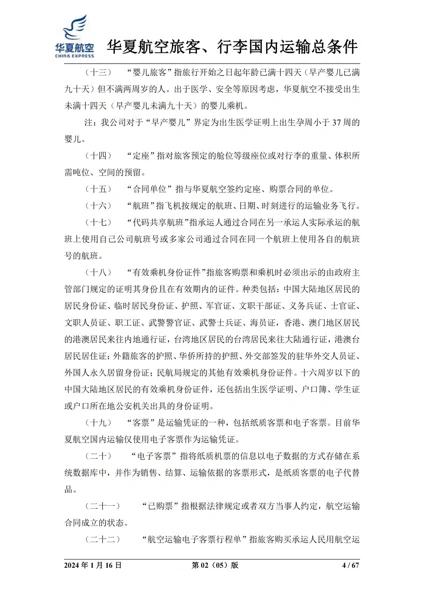 华夏航空
CHINA EXPRESS
华夏航空旅客、行李国内运输总条件
（十三） “婴儿旅客”指旅行开始之日起年龄已满十四天（早产婴儿已满
九十天）但不满两周岁的人。出于医学、安全等原因考虑，华夏航空不接受出生
未满十四天（早产婴儿未满九十天）的婴儿乘机。
注：我公司对于“早产婴儿”界定为出生医学证明上出生孕周小于 37 周的
婴儿。
（十四） “定座”指对旅客预定的舱位等级座位或对行李的重量、体积所
需吨位、空间的预留。
（十五） “合同单位”指与华夏航空签约定座、购票合同的单位。
（十六） “航班”指飞机按规定的航班、日期、时刻进行的运输业务飞行。
（十七） “代码共享航班”指承运人通过合同在另一承运人实际承运的航
班上使用自己公司航班号或多家公司通过合同在同一个航班上使用各自的航班
号的航班。
（十八） “有效乘机身份证件”指旅客购票和乘机时必须出示的由政府主
管部门规定的证明其身份且在有效期内的证件。种类包括：中国大陆地区居民的
居民身份证、临时居民身份证、护照、军官证、文职干部证、义务兵证、士官证、
文职人员证、职工证、武警警官证、武警士兵证、海员证，香港、澳门地区居民
的港澳居民来往内地通行证，台湾地区居民的台湾居民来往大陆通行证，港澳台
居民居住证；外籍旅客的护照、华侨所持的护照、外交部签发的驻华外交人员证、
外国人永久居留身份证；民航局规定的其他有效乘机身份证件。十六周岁以下的
中国大陆地区居民的有效乘机身份证件，还包括出生医学证明、户口簿、学生证
或户口所在地公安机关出具的身份证明。
（十九） “客票”是运输凭证的一种，包括纸质客票和电子客票。目前华
夏航空国内运输仅使用电子客票作为运输凭证。
（二十） “电子客票”指将纸质机票的信息以电子数据的方式存储在系
统数据库中，并作为销售、结算、运输依据的客票形式，是纸质客票的电子代替
品。
（二十一） “已购票”指根据法律规定或者双方当事人约定，航空运输
合同成立的状态。
（二十二） “航空运输电子客票行程单”指旅客购买承运人民用航空运
2024 年 1 月 16 日 第 02（05）版 4 / 67